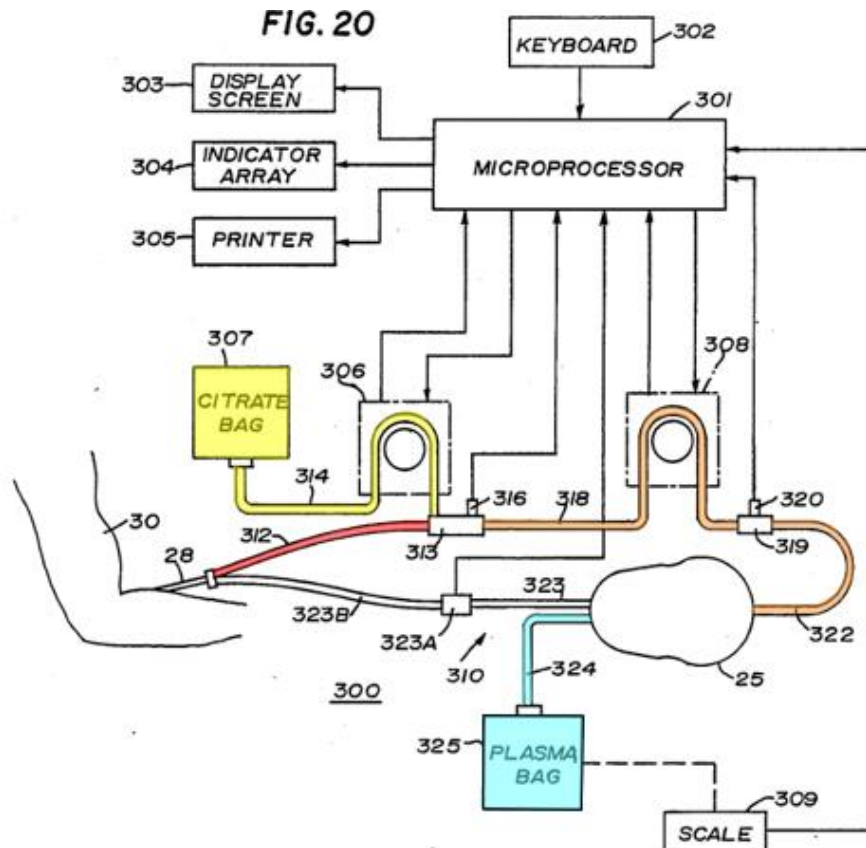 FIG. 20
KEYBOARD
302
303
DISPLAY
SCREEN
301
MICROPROCESSOR
304
INDICATOR
ARRAY
305
PRINTER
307
306
308
CITRATE
BAG
314
316
318
320
30
312
313
319
28
323
323B
323A
322
324
310
25
300
325
PLASMA
BAG
309
SCALE